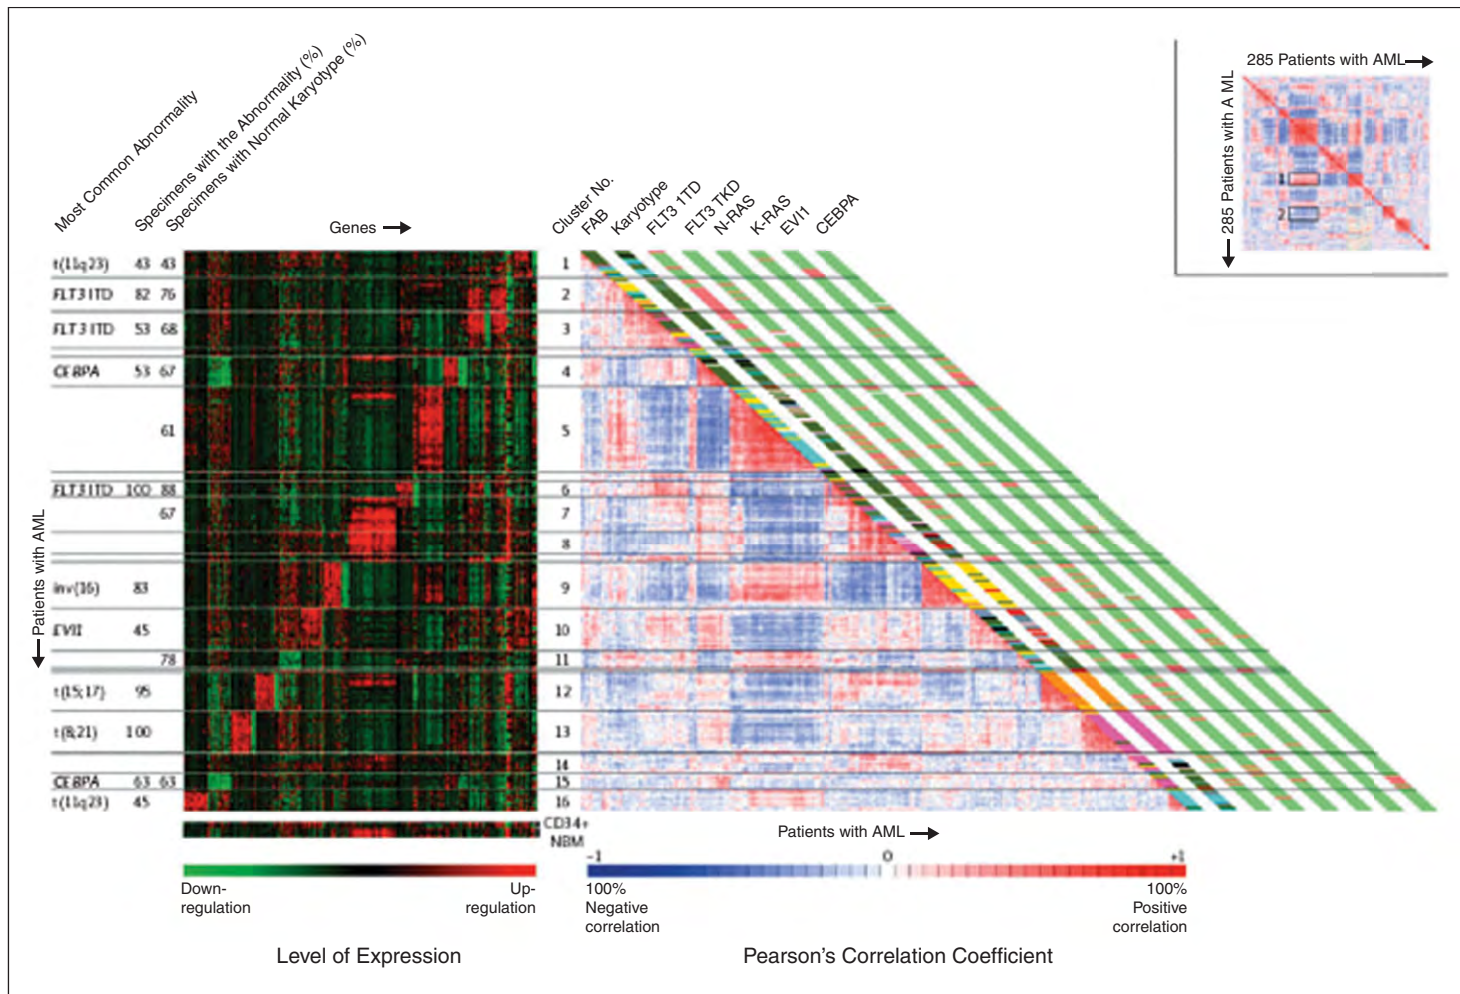 Most Common Abnormality
Specimens with the Abnormality (%)
Specimens with Normal Karyotype (%)
Genes
Cluster No.
FAB
Karyotype
FLT3 1TD
FLT3 TKD
N-RAS
K-RAS
EVI1
CEBPA
285 Patients with AML
285 Patients with A ML
1
2
t(11q23) 43 43 1
FLT3 ITD 82 76 2
FLT3 ITD 53 68 3
CEBPA 53 67 4
61 5
FLT3 ITD 100 88 6
67 7
8
inv(16) 83 9
EVI1 45 10
78 11
t(15;17) 95 12
t(8;21) 100 13
14
CEBPA 63 63 15
t(11q23) 45 16
Patients with AML
CD34+
NBM
Patients with AML
-1 0 +1
Down-
regulation
Up-
regulation
100%
Negative
correlation
100%
Positive
correlation
Level of Expression
Pearson's Correlation Coefficient